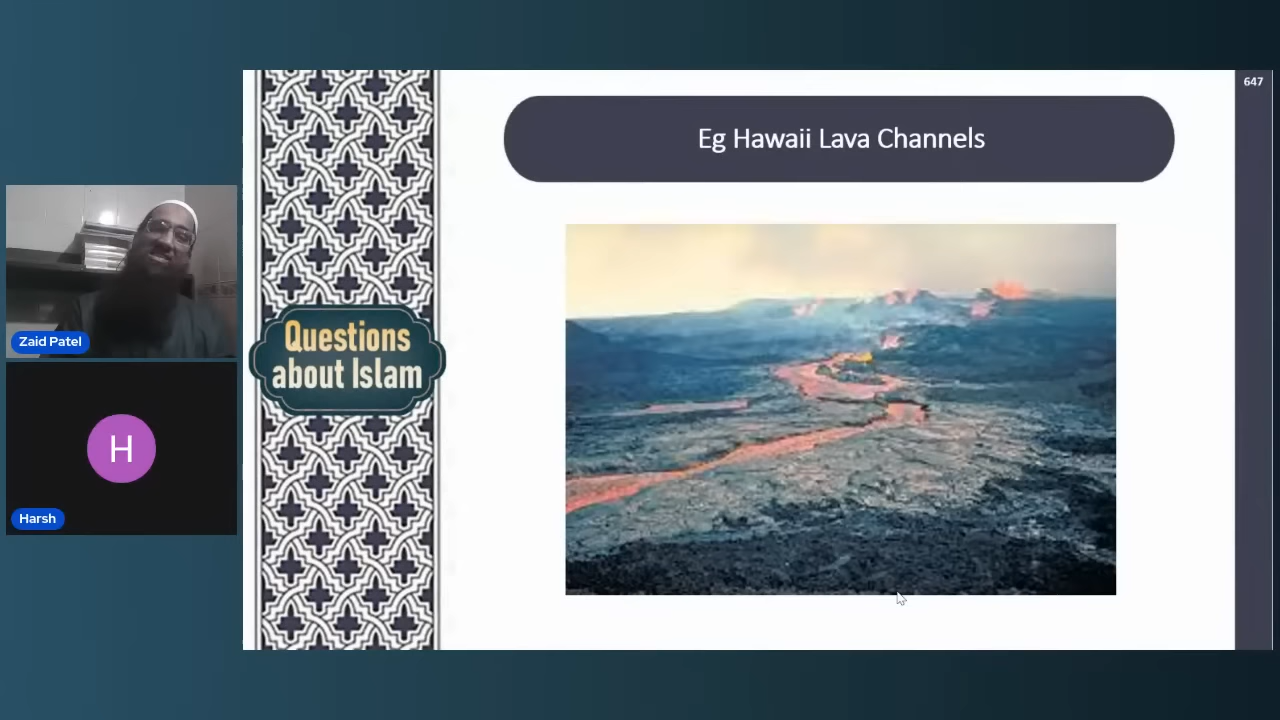 647
Eg Hawaii Lava Channels
Questions
about Islam
Zaid Patel
H
Harsh